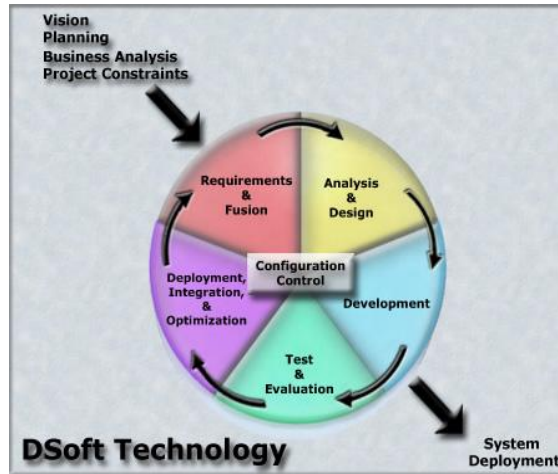 Vision
Planning
Business Analysis
Project Constraints
Requirements
&
Fusion
Analysis
&
Design
Configuration
Control
Deployment,
Integration,
&
Optimization
Development
Test
&
Evaluation
DSoft Technology
System
Deployment